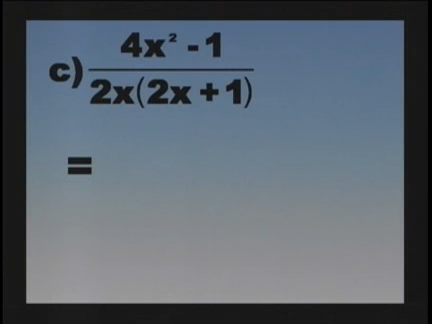 c) 4x² - 1
2x(2x + 1)
=